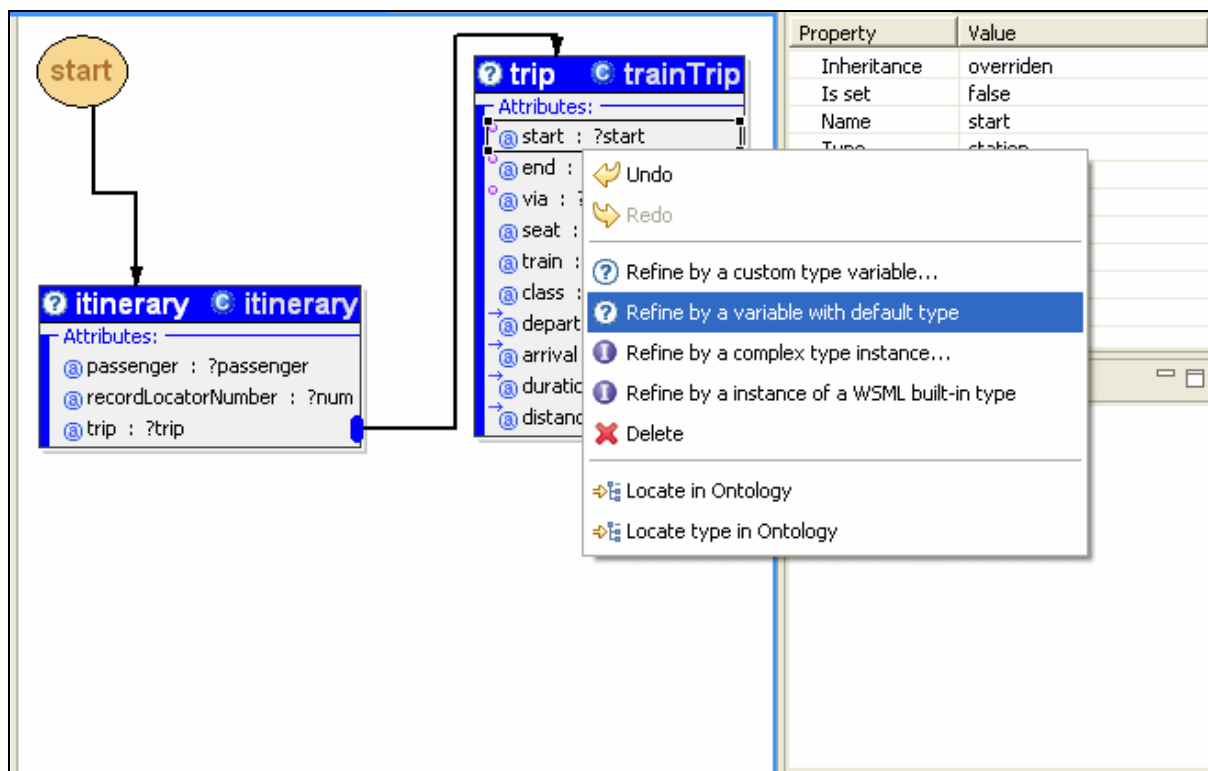 start
trip trainTrip
Attributes:
start : ?start
end :
via : ?
seat :
train :
class :
depart
arrival
duratio
distanc
itinerary itinerary
Attributes:
passenger : ?passenger
recordLocatorNumber : ?num
trip : ?trip
Undo
Redo
Refine by a custom type variable...
Refine by a variable with default type
Refine by a complex type instance...
Refine by a instance of a WSML built-in type
Delete
Locate in Ontology
Locate type in Ontology
Property Value
Inheritance overriden
Is set false
Name start
Type station